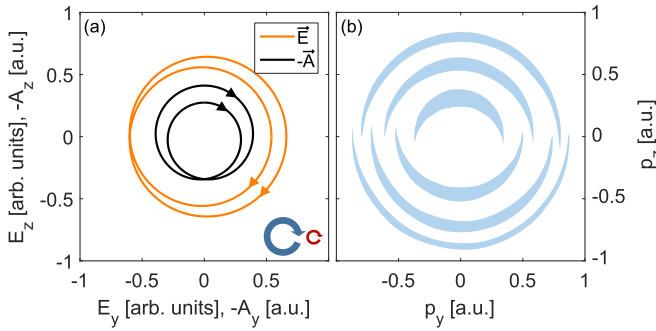 (a)
E⃗
-A⃗
(b)
1
0.5
0
-0.5
-1
E_z [arb. units], -A_z [a.u.]
-1
-0.5
0
0.5
E_y [arb. units], -A_y [a.u.]
-0.5
0
0.5
1
p_y [a.u.]
1
0.5
0
-0.5
-1
p_z [a.u.]